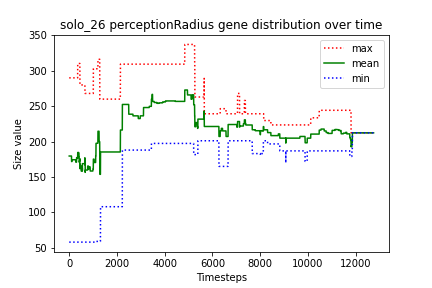 solo_26 perceptionRadius gene distribution over time
350
300
250
200
150
100
50
Size value
max
mean
min
0
2000
4000
6000
8000
10000
12000
Timesteps